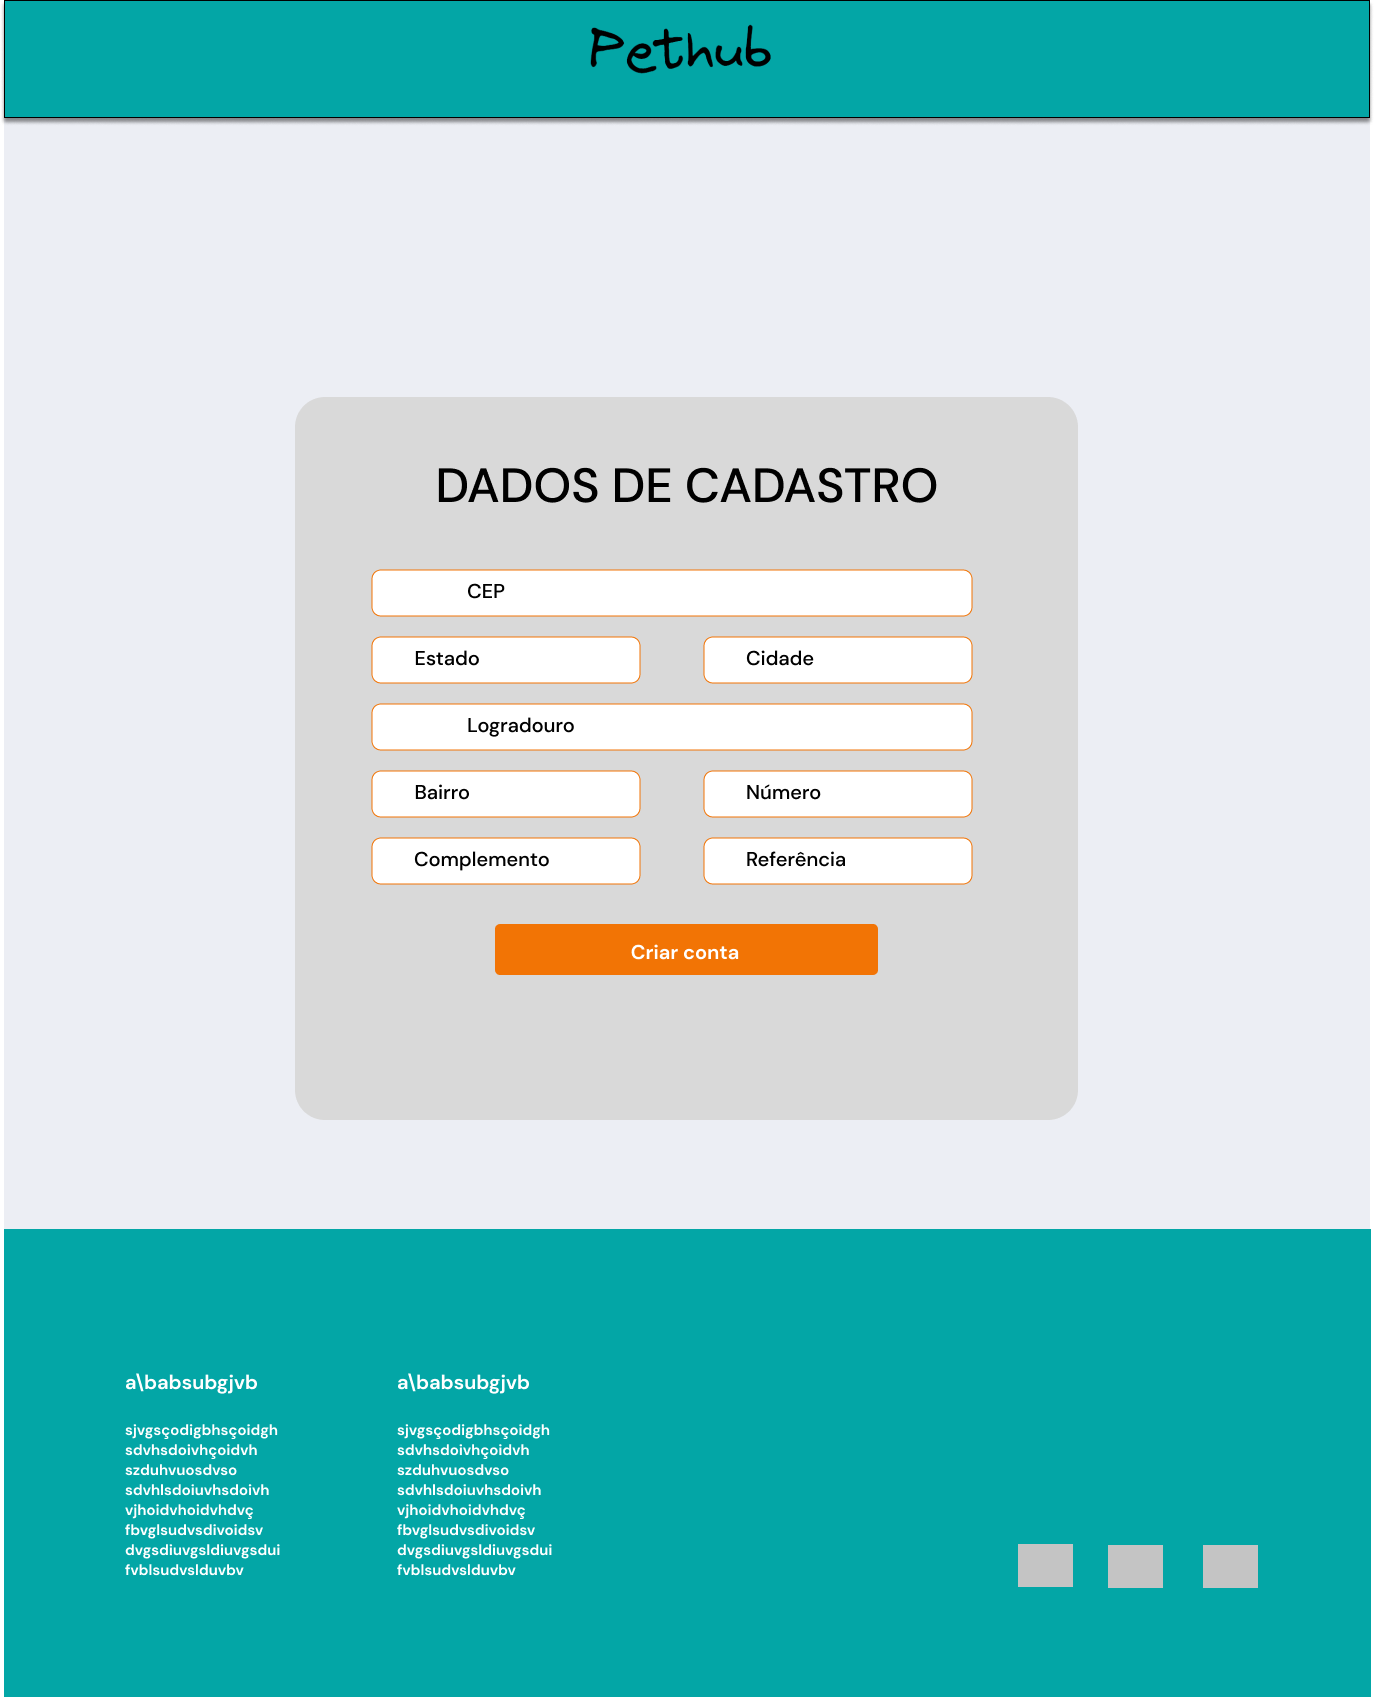 Pethub
DADOS DE CADASTRO
CEP
Estado
Cidade
Logradouro
Bairro
Número
Complemento
Referência
Criar conta
a\babsubgjvb
sjvgsçodigbhsçoidgh
sdvhsdoivhçoidvh
szduhvuosdvso
sdvhlsdoiuvhsdoivh
vjhoidvhoidvhdvç
fbvglsudvsdivoidsv
dvgsdiuvgsldiuvgsdui
fvblsudvslduvbv
a\babsubgjvb
sjvgsçodigbhsçoidgh
sdvhsdoivhçoidvh
szduhvuosdvso
sdvhlsdoiuvhsdoivh
vjhoidvhoidvhdvç
fbvglsudvsdivoidsv
dvgsdiuvgsldiuvgsdui
fvblsudvslduvbv